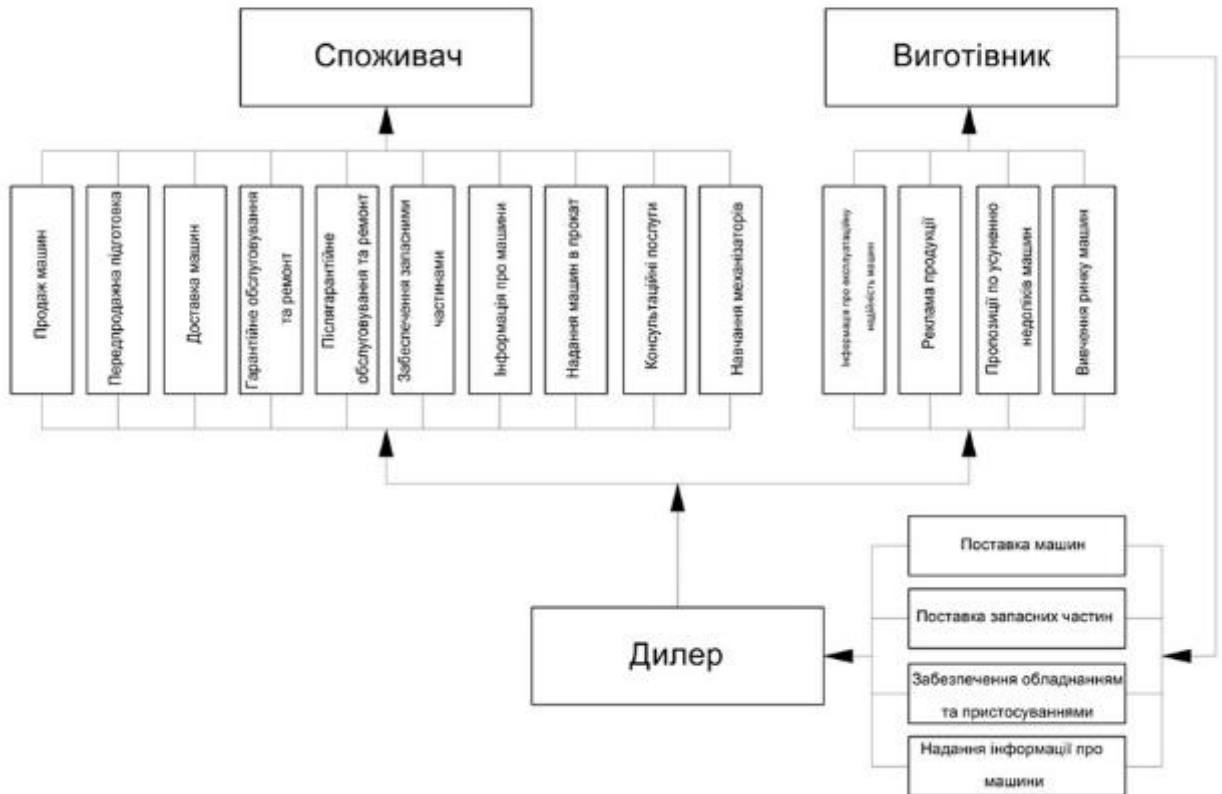 Споживач
Виготівник
Продаж машин
Передпродажна підготовка
Доставка машин
Гарантійне обслуговування
та ремонт
Післягарантійне
обслуговування та ремонт
Забеспечення запасними
частинами
Інформація про машини
Надання машин в прокат
Консультаційні послуги
Навчання механізаторів
Інформація про експлуатаційну
надійність машин
Реклама продукції
Пропозиції по усуненю
недоліків машин
Вивчення ринку машин
Поставка машин
Поставка запасних частин
Дилер
Забезпечення обладнанням
та пристосуваннями
Надання інформації про
машини